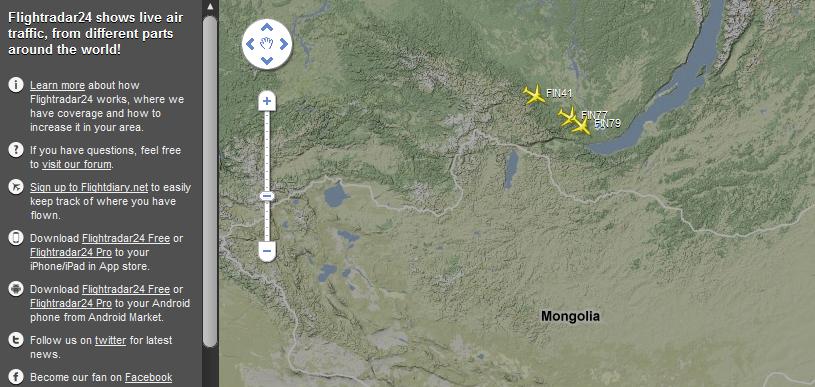 Flightradar24 shows live air
traffic, from different parts
around the world!
Learn more about how
Flightradar24 works, where we
have coverage and how to
increase it in your area.
If you have questions, feel free
to visit our forum.
Sign up to Flightdiary.net to easily
keep track of where you have
flown.
Download Flightradar24 Free or
Flightradar24 Pro to your
iPhone/iPad in App store.
Download Flightradar24 Free or
Flightradar24 Pro to your Android
phone from Android Market.
Follow us on twitter for latest
news.
Become our fan on Facebook
FIN41
FIN77
FIN79
Mongolia